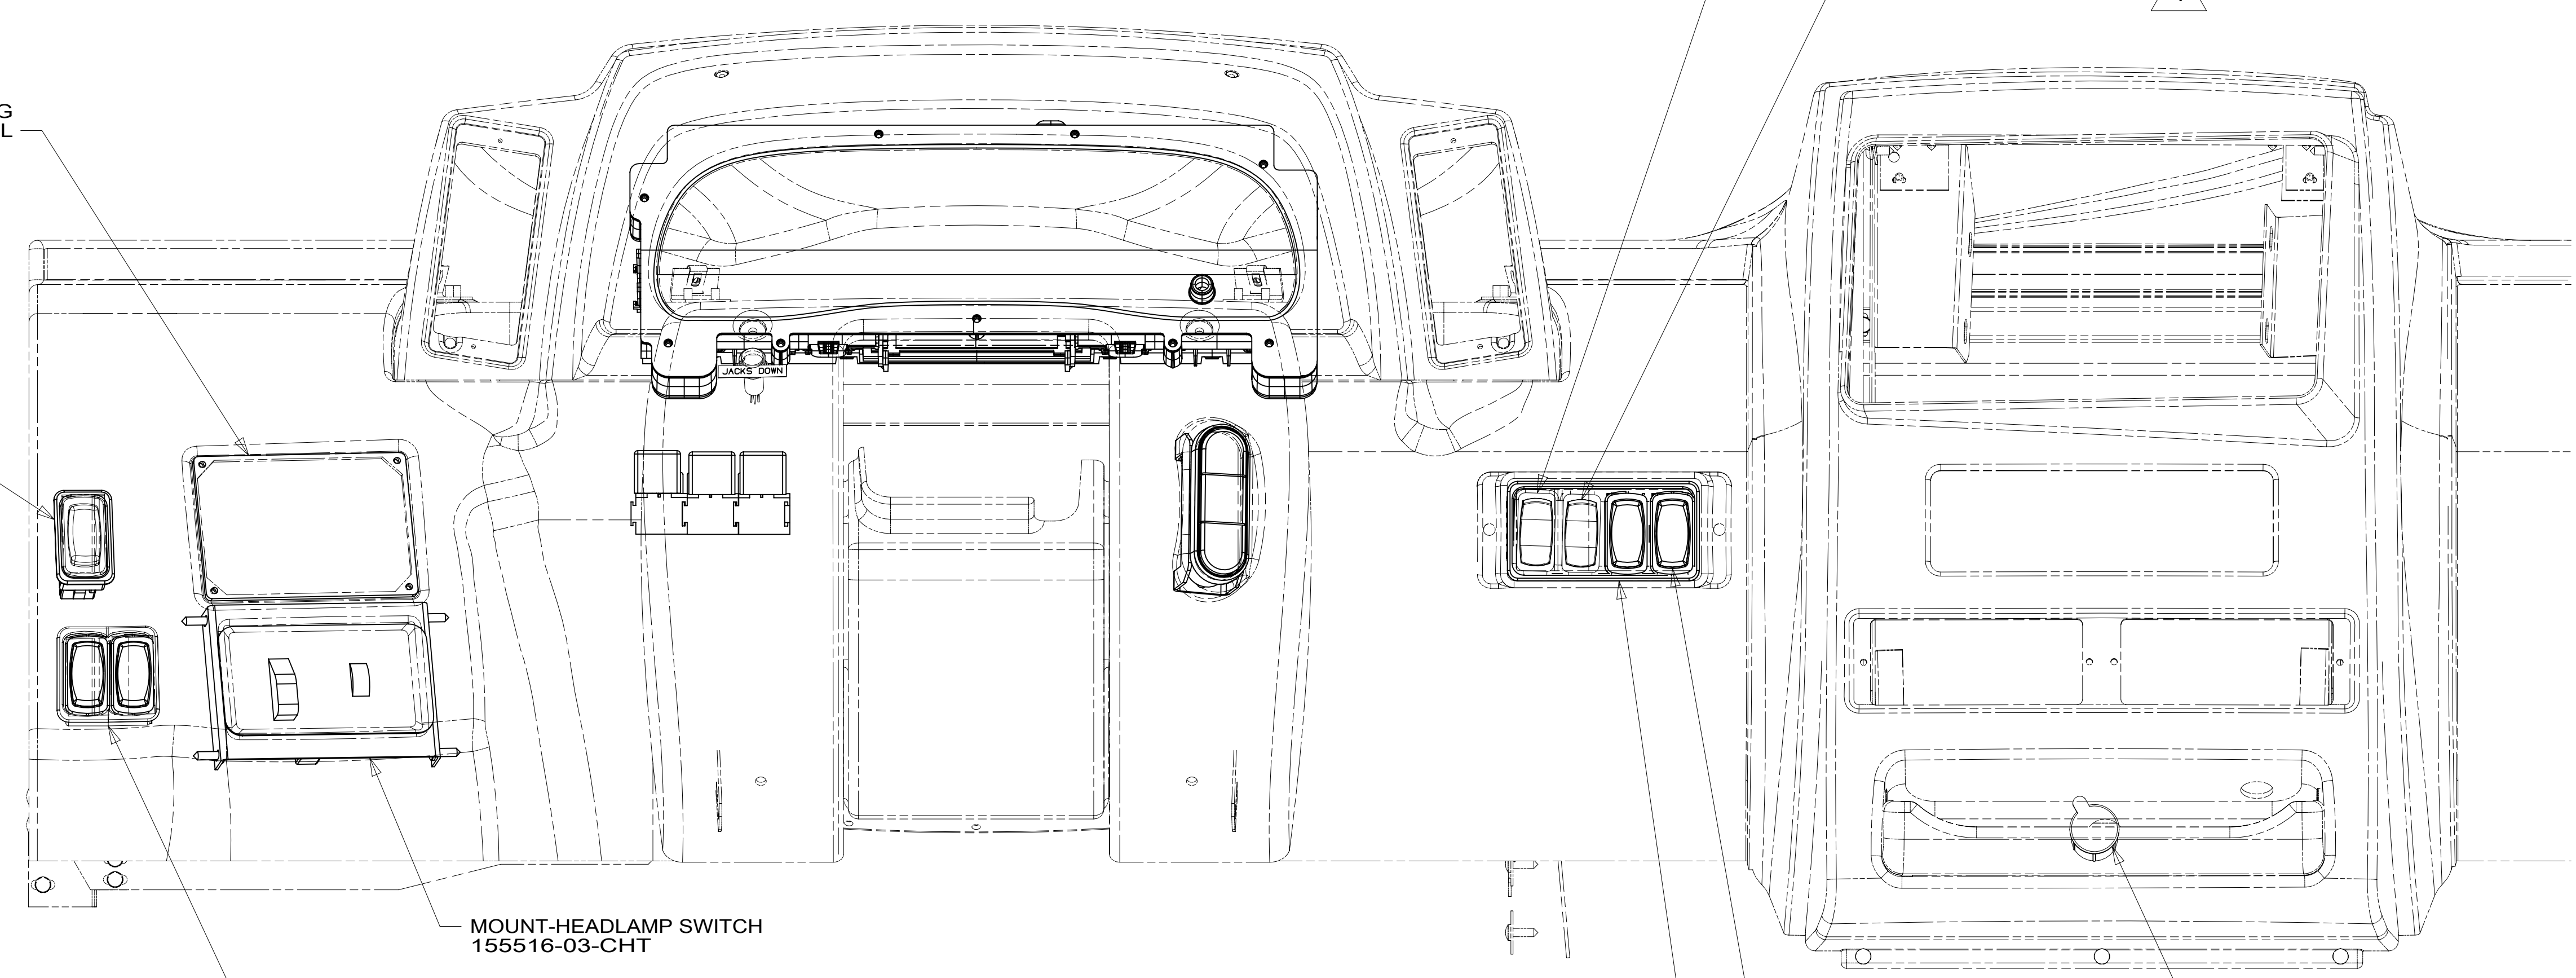 G
L
JACKS DOWN
MOUNT-HEADLAMP SWITCH
155516-03-CHT